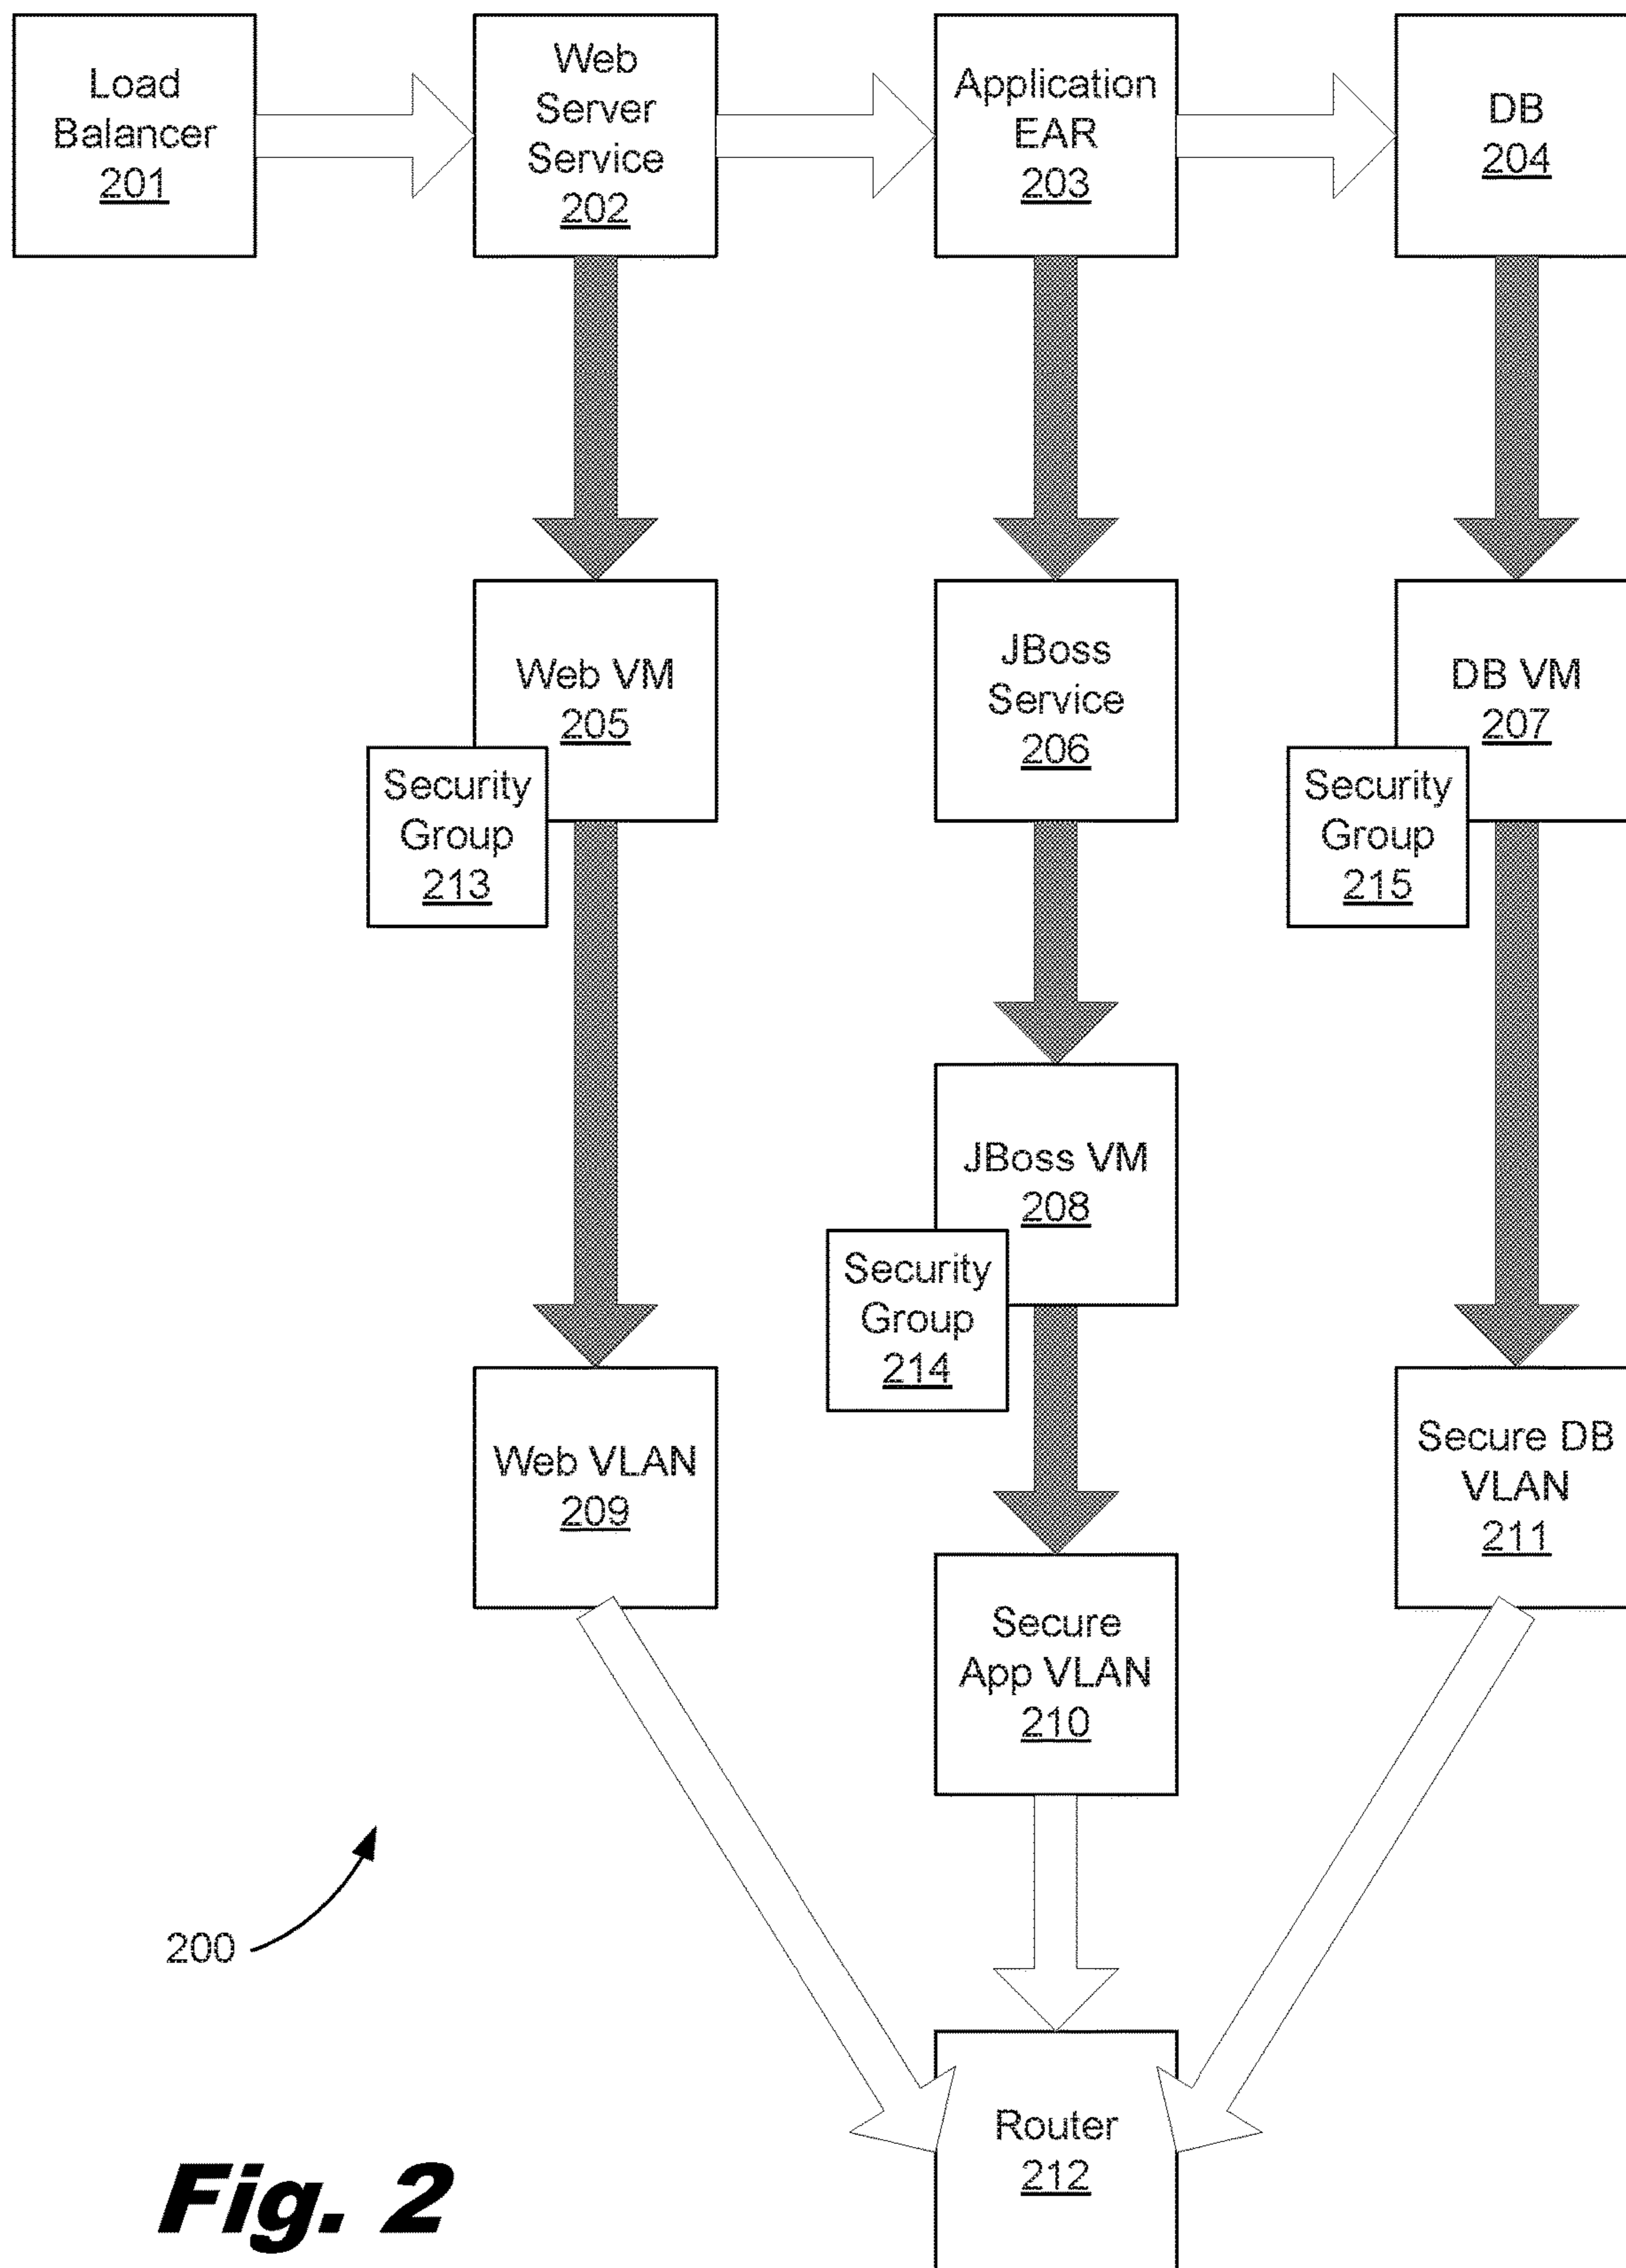 Load
Balancer
201
Web
Server
Service
202
Application
EAR
203
DB
204
Web VM
205
Security
Group
213
JBoss
Service
206
DB VM
207
Security
Group
215
JBoss VM
208
Security
Group
214
Web VLAN
209
Secure DB
VLAN
211
Secure
App VLAN
210
200
Router
212
Fig. 2